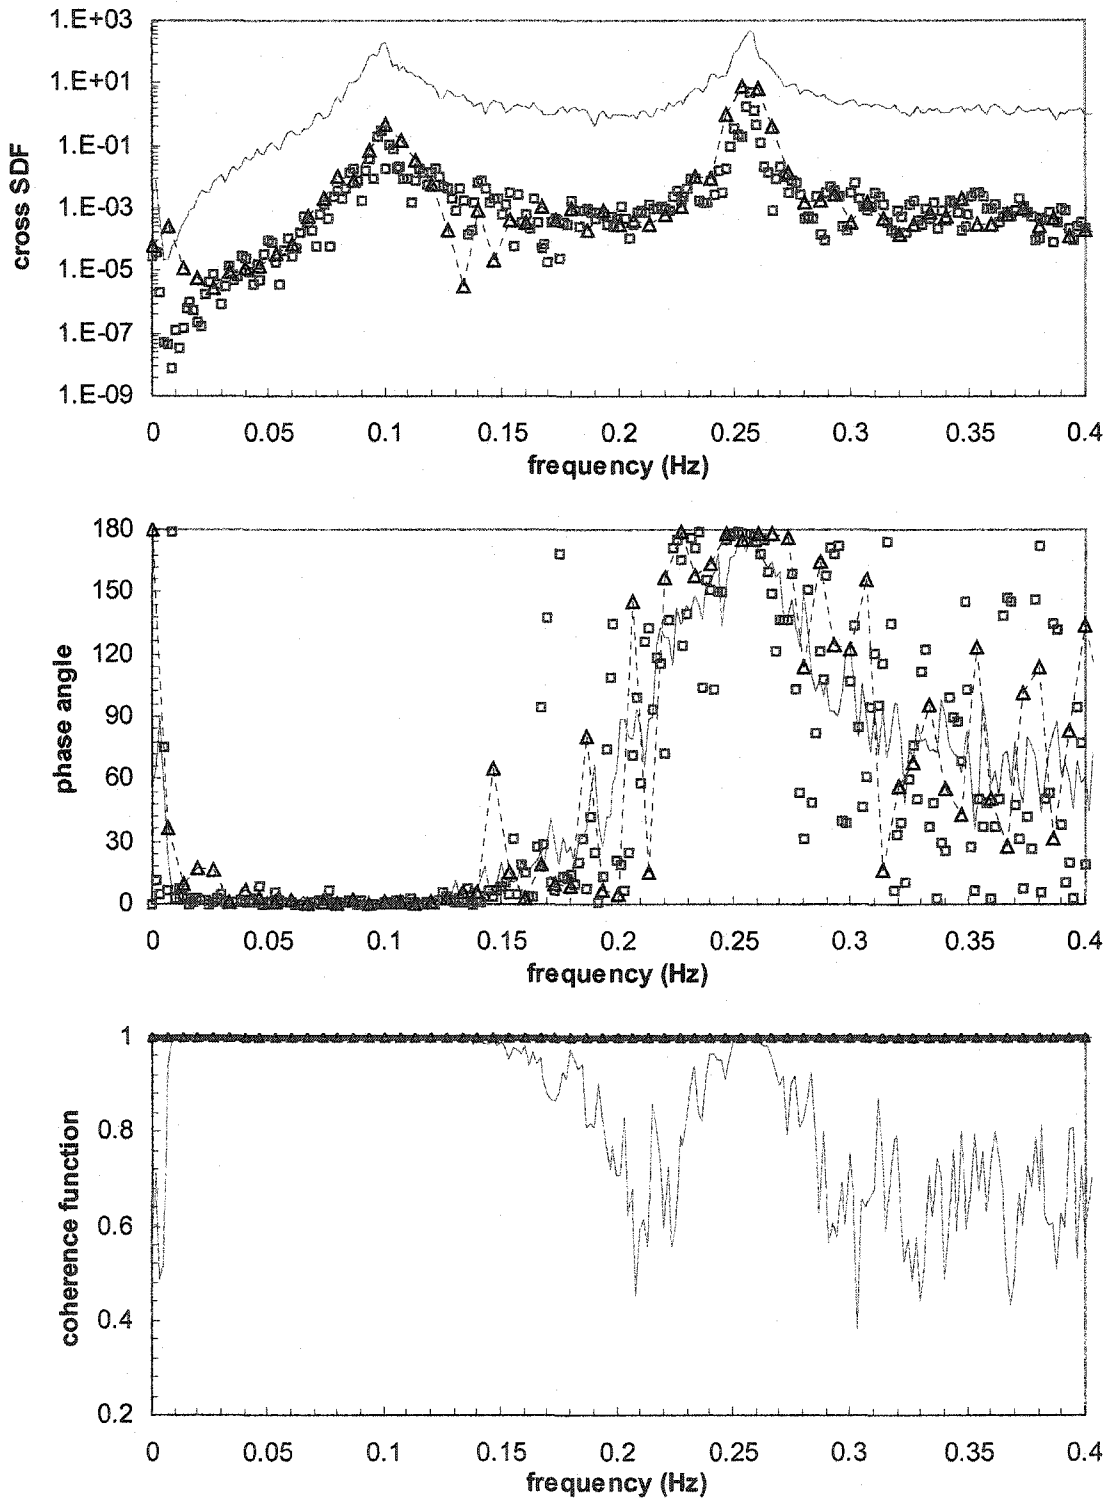 cross SDF
1.E+03
1.E+01
1.E-01
1.E-03
1.E-05
1.E-07
1.E-09
0 0.05 0.1 0.15 0.2 0.25 0.3 0.35 0.4
frequency (Hz)
phase angle
180
150
120
90
60
30
0
0 0.05 0.1 0.15 0.2 0.25 0.3 0.35 0.4
frequency (Hz)
coherence function
1
0.8
0.6
0.4
0.2
0 0.05 0.1 0.15 0.2 0.25 0.3 0.35 0.4
frequency (Hz)